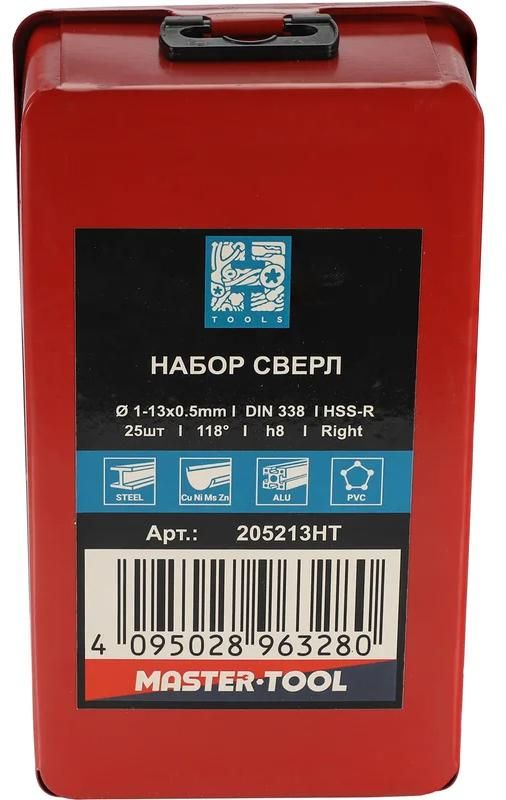 H
TOOLS
НАБОР СВЕРЛ
Ø 1-13x0.5mm I DIN 338 I HSS-R
25шт I 118° I h8 I Right
STEEL
Cu Ni Ms Zn
ALU
PVC
Арт.: 205213HT
4 095028 963280
MASTER·TOOL